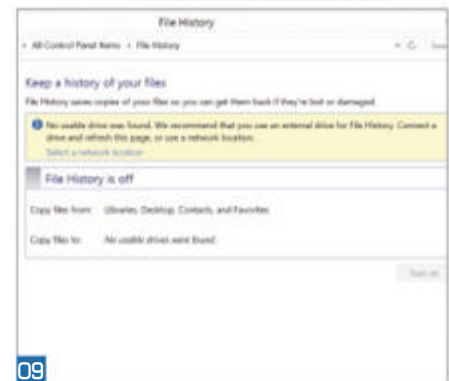 File History
All Control Panel Items › File History
Keep a history of your files
File History saves copies of your files so you can get them back if they're lost or damaged.
No usable drive was found. We recommend that you use an external drive for File History. Connect a
drive and refresh this page, or use a network location.
Select a network location
File History is off
Copy files from: Libraries, Desktop, Contacts, and Favorites
Copy files to: No usable drives were found.
Turn on
09